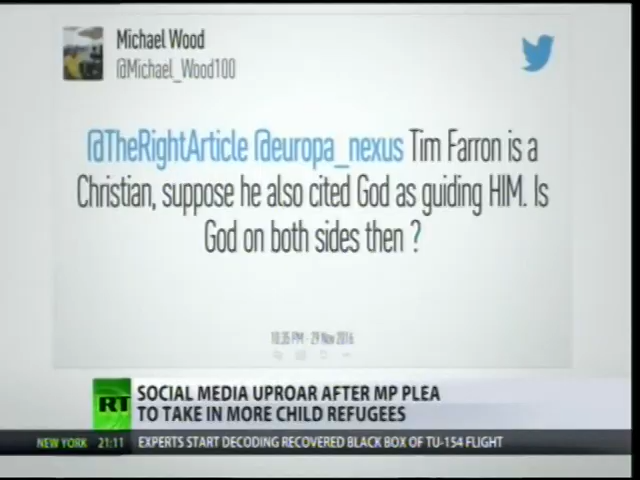 Michael Wood
@Michael_Wood100
@TheRightArticle @europa_nexus Tim Farron is a
Christian, suppose he also cited God as guiding HIM. Is
God on both sides then ?
10:35 PM - 29 Nov 2016
RT
SOCIAL MEDIA UPROAR AFTER MP PLEA
TO TAKE IN MORE CHILD REFUGEES
NEW YORK 21:11 EXPERTS START DECODING RECOVERED BLACK BOX OF TU-154 FLIGHT